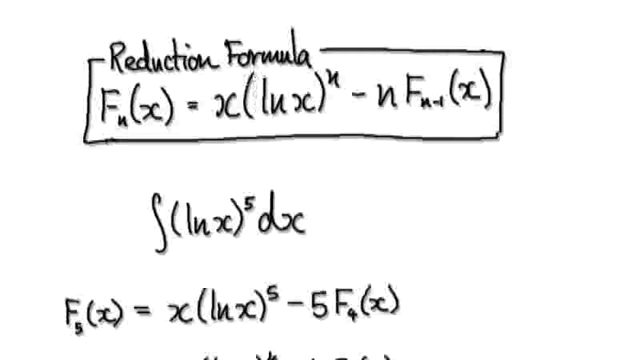 Reduction Formula
Fₙ(x) = x(ln x)ⁿ - n Fₙ₋₁(x)
∫(ln x)⁵ dx
F₅(x) = x(ln x)⁵ - 5 F₄(x)